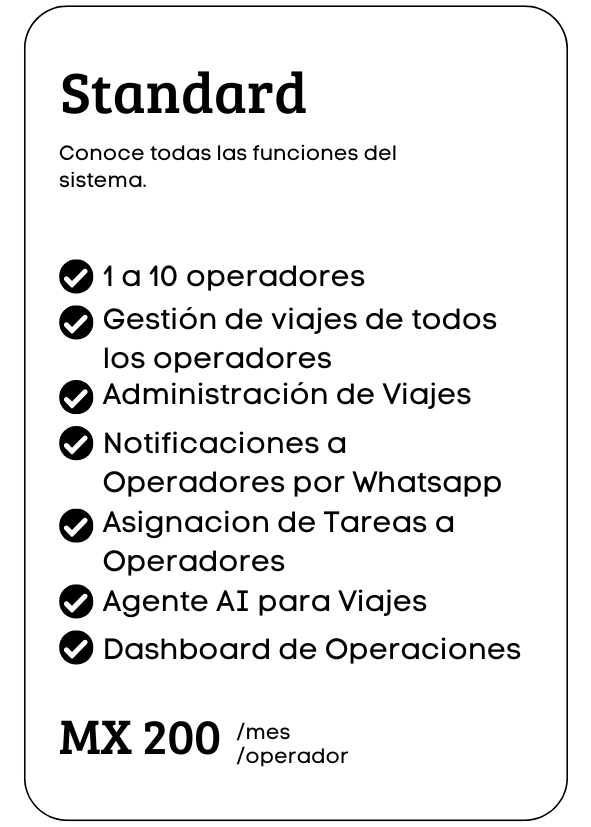 Standard
Conoce todas las funciones del
sistema.
1 a 10 operadores
Gestión de viajes de todos
los operadores
Administración de Viajes
Notificaciones a
Operadores por Whatsapp
Asignacion de Tareas a
Operadores
Agente AI para Viajes
Dashboard de Operaciones
MX 200 /mes
/operador